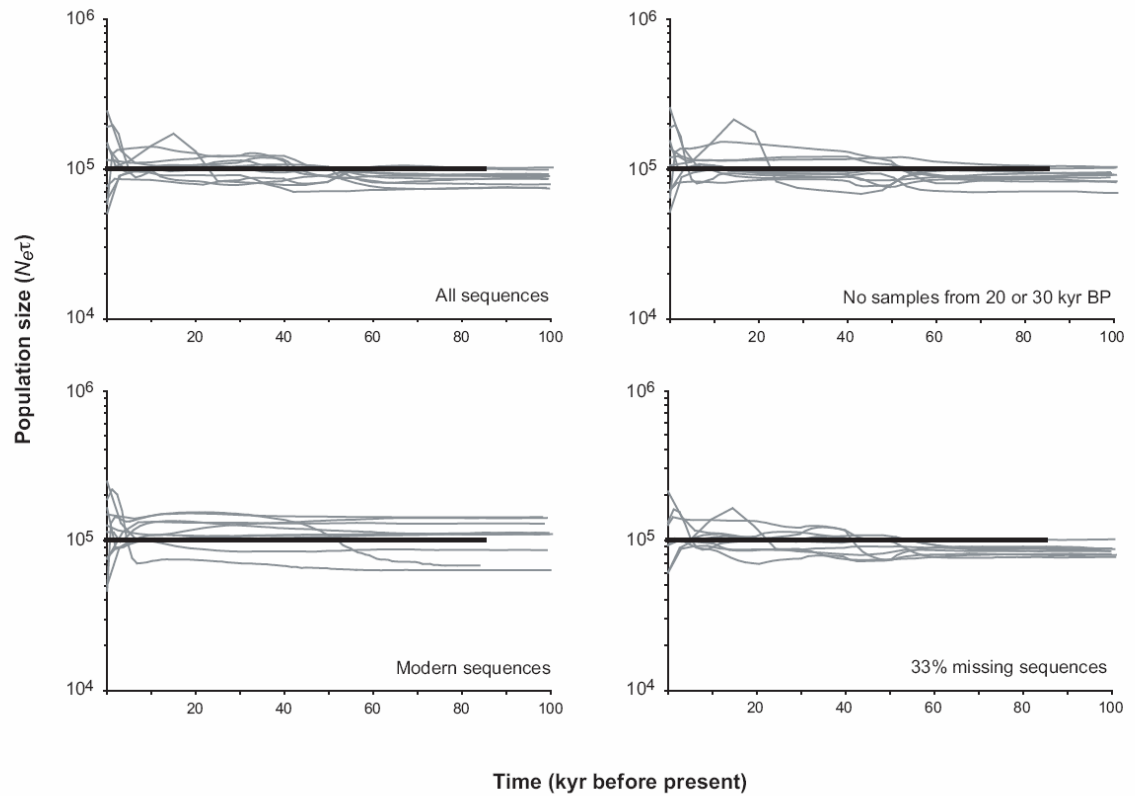 10⁶
10⁵
10⁴
All sequences
20 40 60 80 100
10⁶
10⁵
10⁴
No samples from 20 or 30 kyr BP
20 40 60 80 100
Population size (Nₑτ)
10⁶
10⁵
10⁴
Modern sequences
20 40 60 80 100
10⁶
10⁵
10⁴
33% missing sequences
20 40 60 80 100
Time (kyr before present)